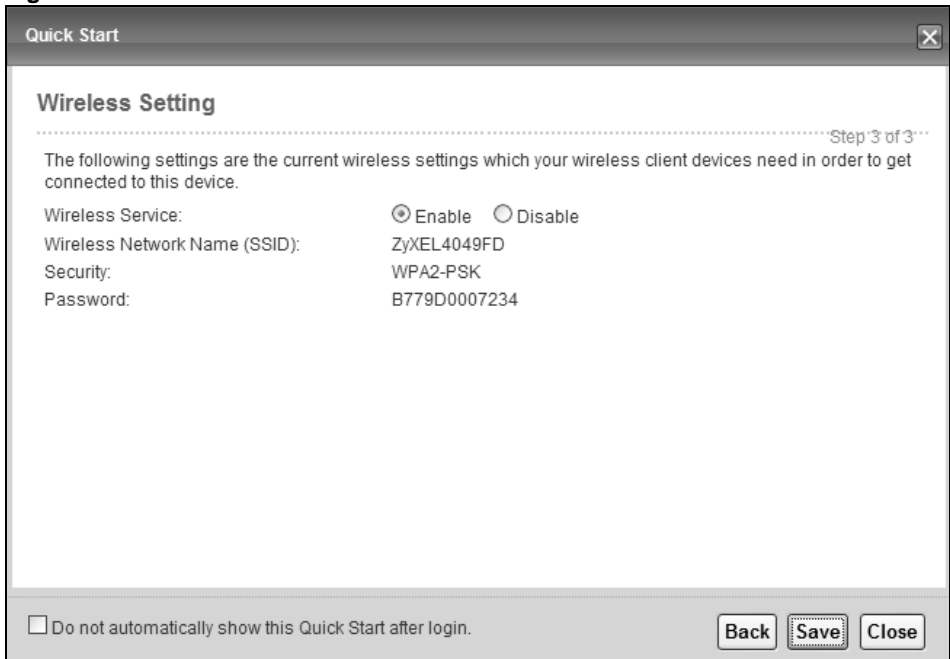 Quick Start
Wireless Setting
Step 3 of 3
The following settings are the current wireless settings which your wireless client devices need in order to get
connected to this device.
Wireless Service: Enable Disable
Wireless Network Name (SSID): ZyXEL4049FD
Security: WPA2-PSK
Password: B779D0007234
Do not automatically show this Quick Start after login. Back Save Close